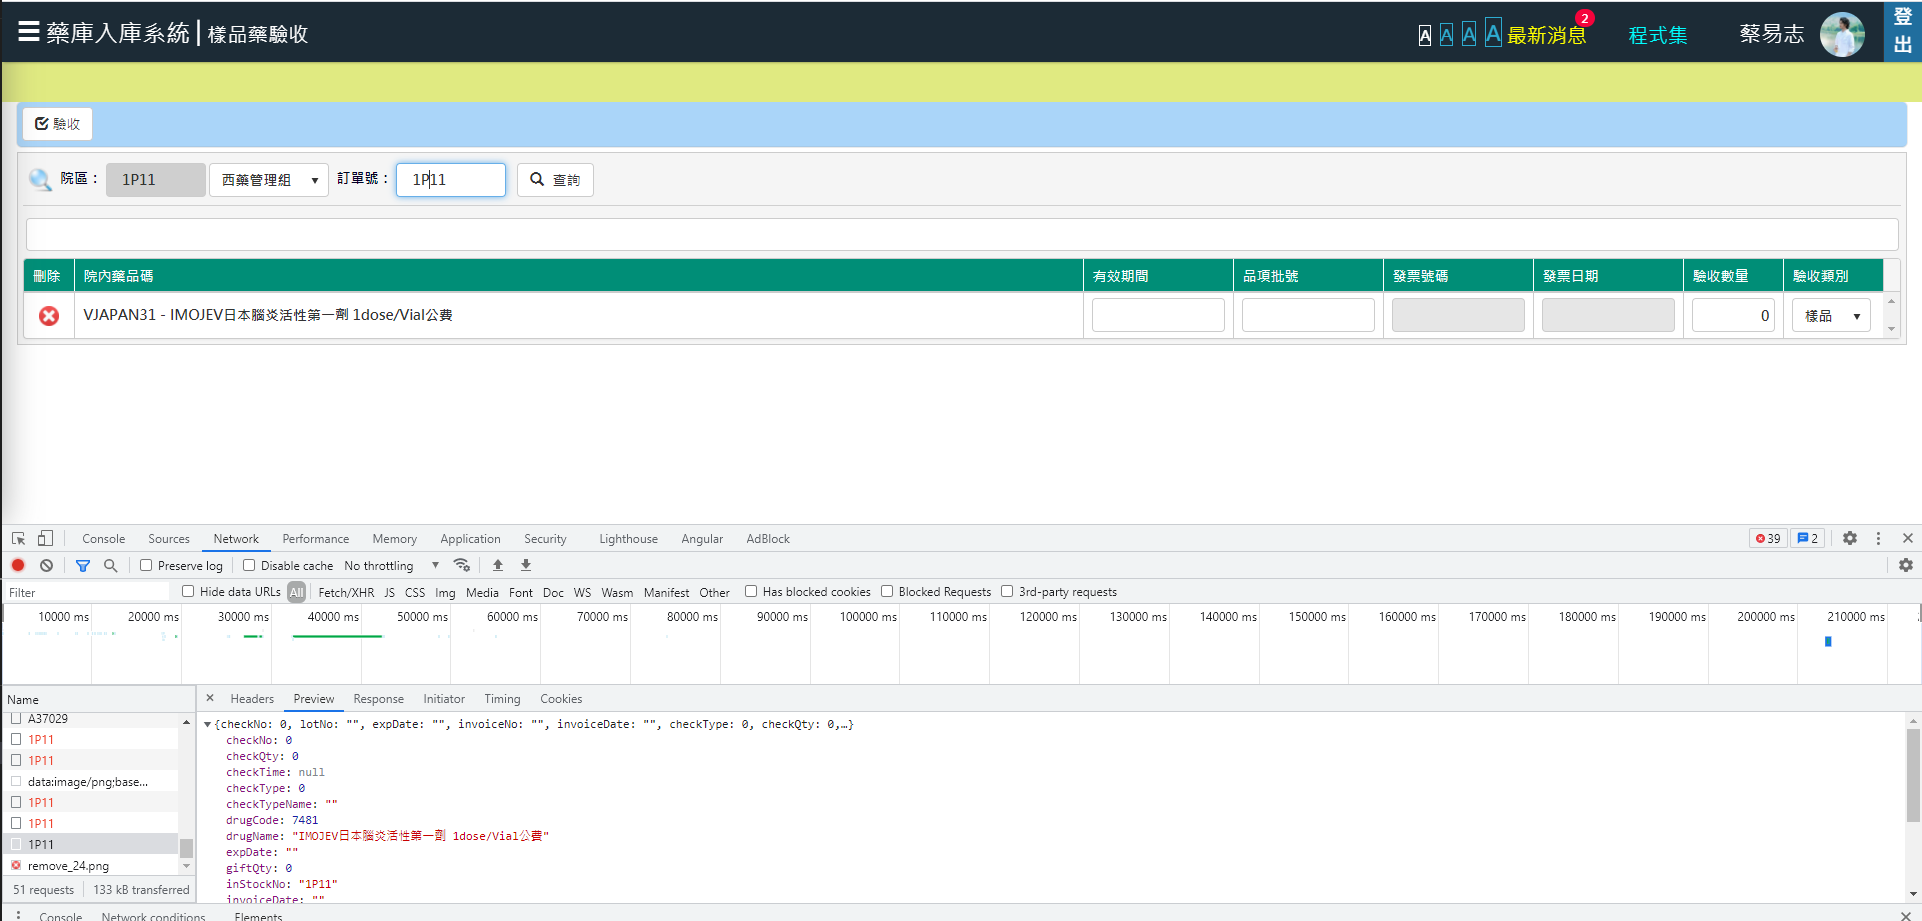 藥庫入庫系統 | 樣品藥驗收
A A A A 最新消息 2 程式集 蔡易志 登出
驗收
院區： 1P11 西藥管理組 ▼ 訂單號： 1P11 查詢
刪除 院內藥品碼 有效期間 品項批號 發票號碼 發票日期 驗收數量 驗收類別
VJAPAN31 - IMOJEV日本腦炎活性第一劑 1dose/Vial公費 0 樣品 ▼
Console Sources Network Performance Memory Application Security Lighthouse Angular AdBlock 39 2
Preserve log Disable cache No throttling ▼
Filter Hide data URLs All Fetch/XHR JS CSS Img Media Font Doc WS Wasm Manifest Other Has blocked cookies Blocked Requests 3rd-party requests
10000 ms 20000 ms 30000 ms 40000 ms 50000 ms 60000 ms 70000 ms 80000 ms 90000 ms 100000 ms 110000 ms 120000 ms 130000 ms 140000 ms 150000 ms 160000 ms 170000 ms 180000 ms 190000 ms 200000 ms 210000 ms
Name
A37029
1P11
1P11
data:image/png;base...
1P11
1P11
1P11
remove_24.png
51 requests 133 kB transferred
Headers Preview Response Initiator Timing Cookies
{checkNo: 0, lotNo: "", expDate: "", invoiceNo: "", invoiceDate: "", checkType: 0, checkQty: 0,…}
checkNo: 0
checkQty: 0
checkTime: null
checkType: 0
checkTypeName: ""
drugCode: 7481
drugName: "IMOJEV日本腦炎活性第一劑 1dose/Vial公費"
expDate: ""
giftQty: 0
inStockNo: "1P11"
invoiceDate: ""
Console Network conditions Elements